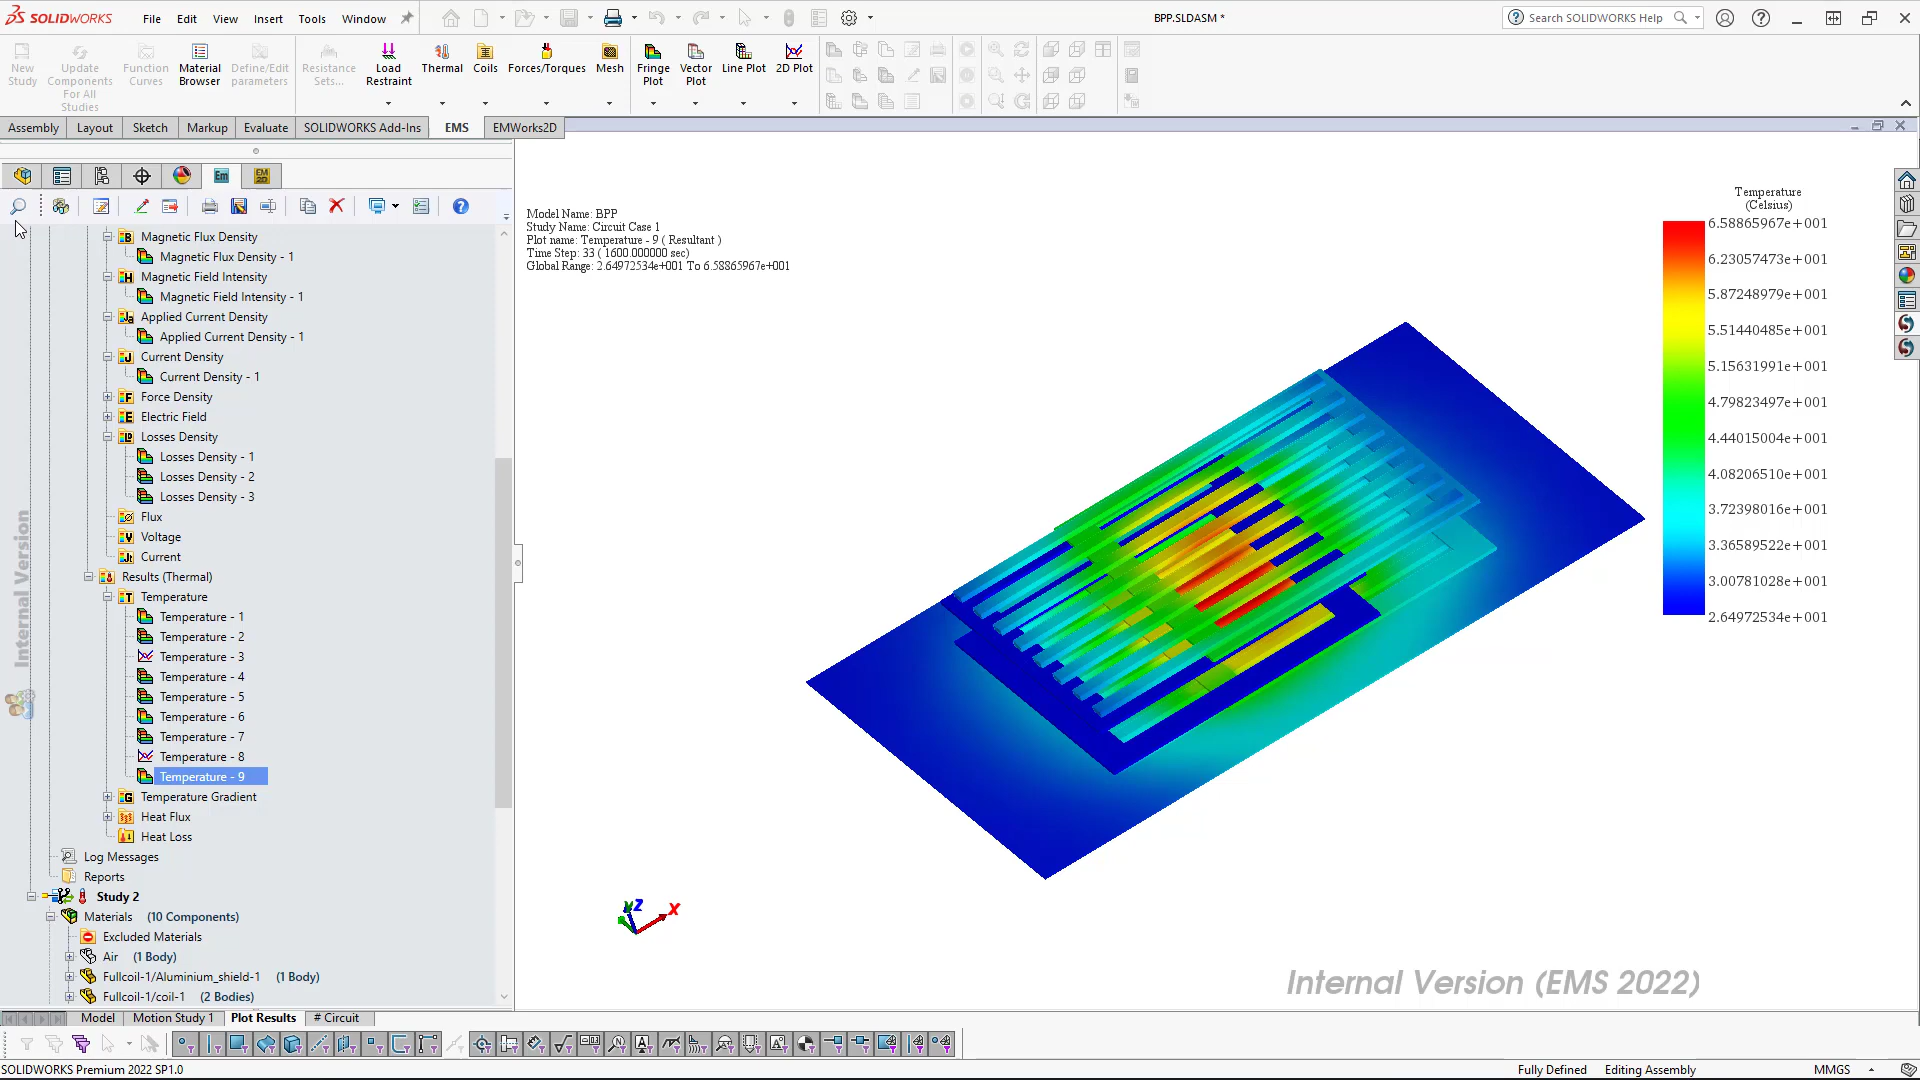 SOLIDWORKS
File Edit View Insert Tools Window
BPP.SLDASM *
Search SOLIDWORKS Help
New Study
Update Components For All Studies
Function Curves
Material Browser
Define/Edit parameters
Resistance Sets...
Load Restraint
Thermal
Coils
Forces/Torques
Mesh
Fringe Plot
Vector Plot
Line Plot
2D Plot
Assembly Layout Sketch Markup Evaluate SOLIDWORKS Add-Ins EMS EMWorks2D
Magnetic Flux Density
Magnetic Flux Density - 1
Magnetic Field Intensity
Magnetic Field Intensity - 1
Applied Current Density
Applied Current Density - 1
Current Density
Current Density - 1
Force Density
Electric Field
Losses Density
Losses Density - 1
Losses Density - 2
Losses Density - 3
Flux
Voltage
Current
Results (Thermal)
Temperature
Temperature - 1
Temperature - 2
Temperature - 3
Temperature - 4
Temperature - 5
Temperature - 6
Temperature - 7
Temperature - 8
Temperature - 9
Temperature Gradient
Heat Flux
Heat Loss
Log Messages
Reports
Study 2
Materials (10 Components)
Excluded Materials
Air (1 Body)
Fullcoil-1/Aluminium_shield-1 (1 Body)
Fullcoil-1/coil-1 (2 Bodies)
Internal Version
Model Name: BPP
Study Name: Circuit Case 1
Plot name: Temperature - 9 ( Resultant )
Time Step: 33 ( 1600.000000 sec)
Global Range: 2.64972534e+001 To 6.58865967e+001
Temperature
(Celsius)
6.58865967e+001
6.23057473e+001
5.87248979e+001
5.51440485e+001
5.15631991e+001
4.79823497e+001
4.44015004e+001
4.08206510e+001
3.72398016e+001
3.36589522e+001
3.00781028e+001
2.64972534e+001
Z
X
Internal Version (EMS 2022)
Model Motion Study 1 Plot Results # Circuit
SOLIDWORKS Premium 2022 SP1.0
Fully Defined Editing Assembly MMGS